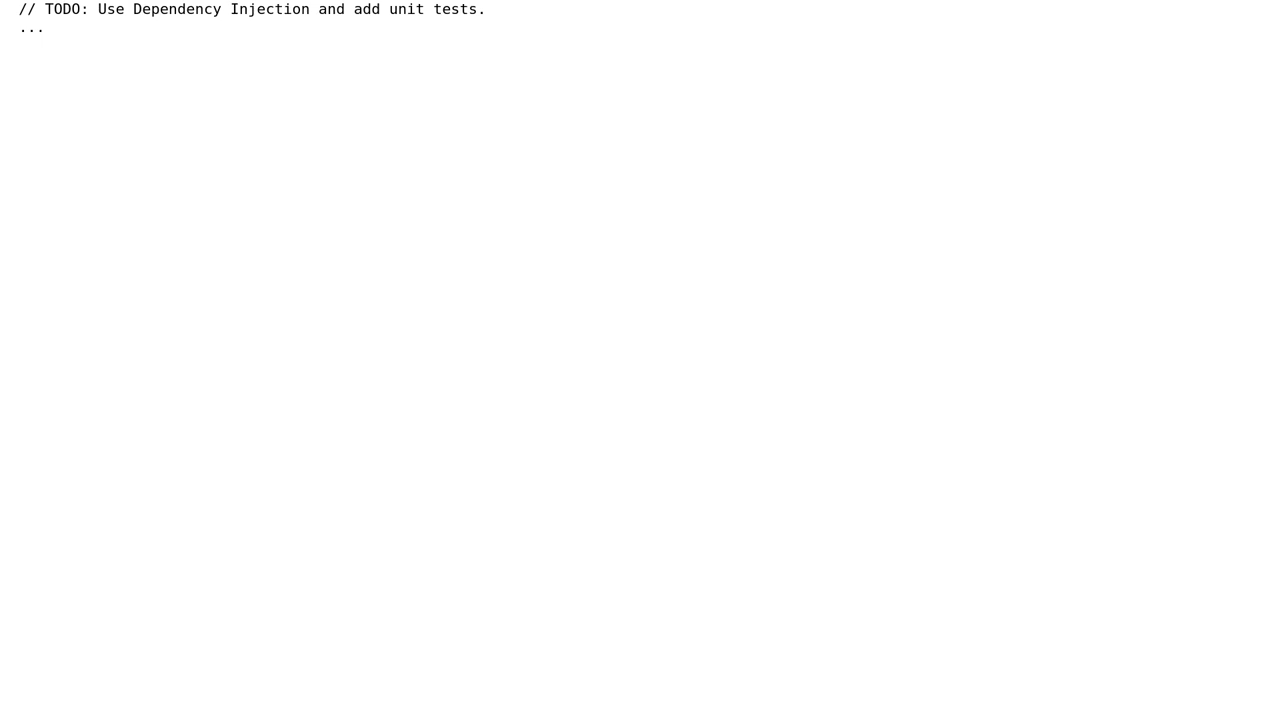 // TODO: Use Dependency Injection and add unit tests.
...